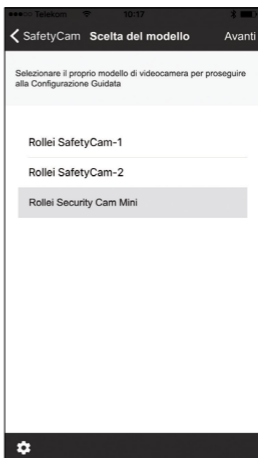 Telekom 10:17
SafetyCam Scelta del modello Avanti
Selezionare il proprio modello di videocamera per proseguire
alla Configurazione Guidata
Rollei SafetyCam-1
Rollei SafetyCam-2
Rollei Security Cam Mini